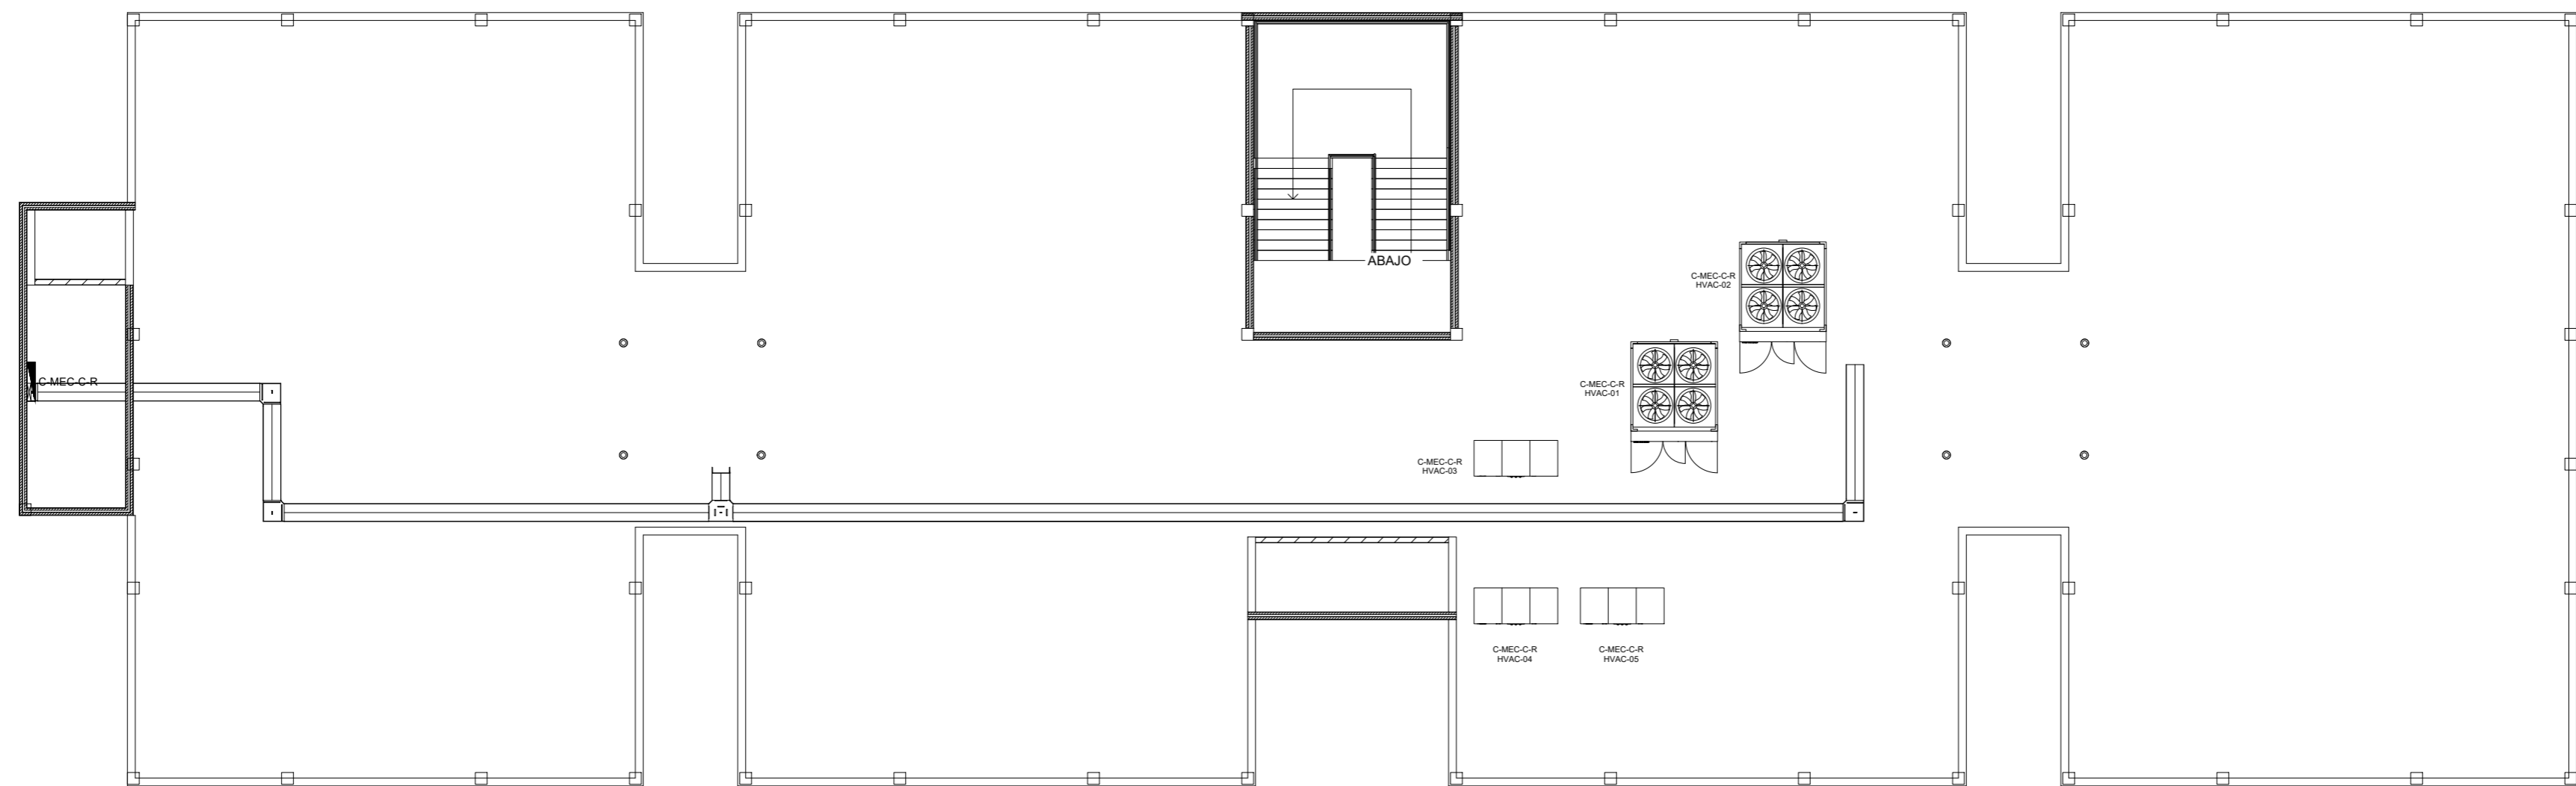 ABAJO
C-MEC-C-R
HVAC-02
C-MEC-C-R
C-MEC-C-R
HVAC-01
C-MEC-C-R
HVAC-03
C-MEC-C-R
HVAC-04
C-MEC-C-R
HVAC-05